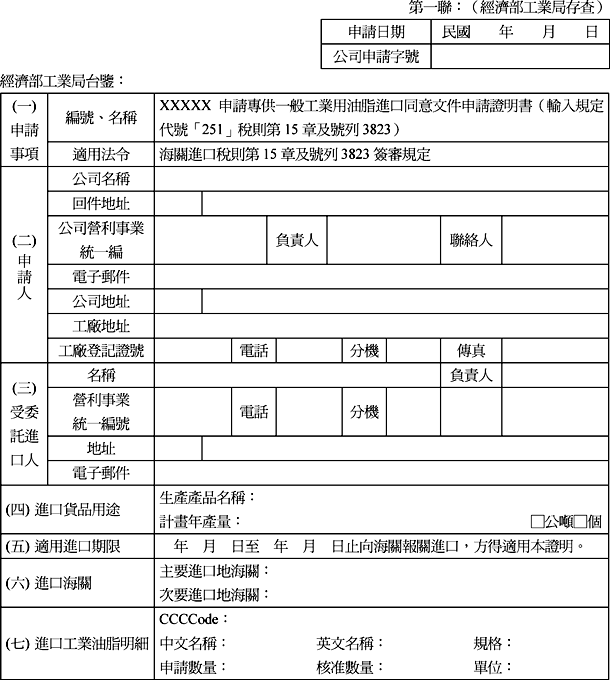 第一聯：（經濟部工業局存查）
申請日期 民國 年 月 日
公司申請字號
經濟部工業局台鑒：
(一)申請事項
編號、名稱 XXXXX 申請專供一般工業用油脂進口同意文件申請證明書（輸入規定
代號「251」稅則第 15 章及號列 3823）
適用法令 海關進口稅則第 15 章及號列 3823 簽審規定
(二)申請人
公司名稱
回件地址
公司營利事業
統一編 負責人 聯絡人
電子郵件
公司地址
工廠地址
工廠登記證號 電話 分機 傳真
(三)受委託進口人
名稱 負責人
營利事業
統一編號 電話 分機
地址
電子郵件
(四) 進口貨品用途 生產產品名稱：
計畫年產量： □公噸□個
(五) 適用進口期限 年 月 日至 年 月 日止向海關報關進口，方得適用本證明。
(六) 進口海關 主要進口地海關：
次要進口地海關：
(七) 進口工業油脂明細 CCCCode：
中文名稱： 英文名稱： 規格：
申請數量： 核准數量： 單位：